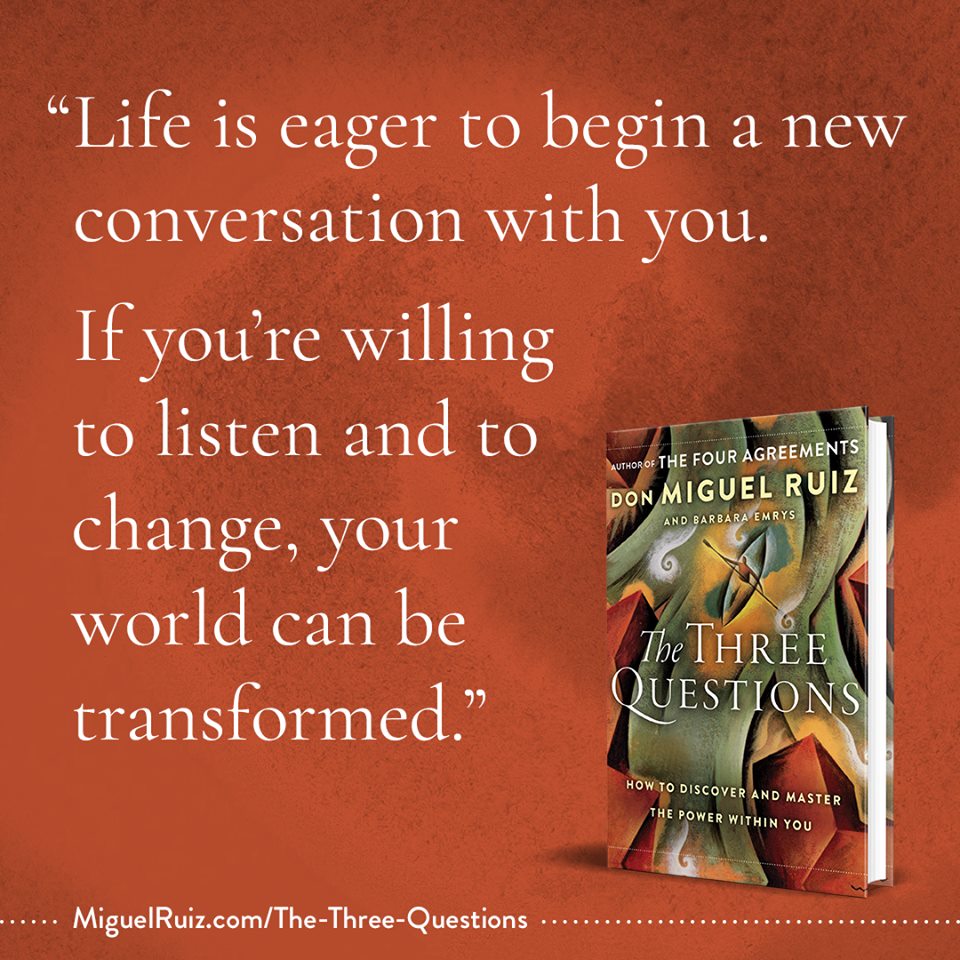 “Life is eager to begin a new
conversation with you.
If you’re willing
to listen and to
change, your
world can be
transformed.”
AUTHOR OF THE FOUR AGREEMENTS
DON MIGUEL RUIZ
AND BARBARA EMRYS
The THREE
QUESTIONS
HOW TO DISCOVER AND MASTER
THE POWER WITHIN YOU
MiguelRuiz.com/The-Three-Questions